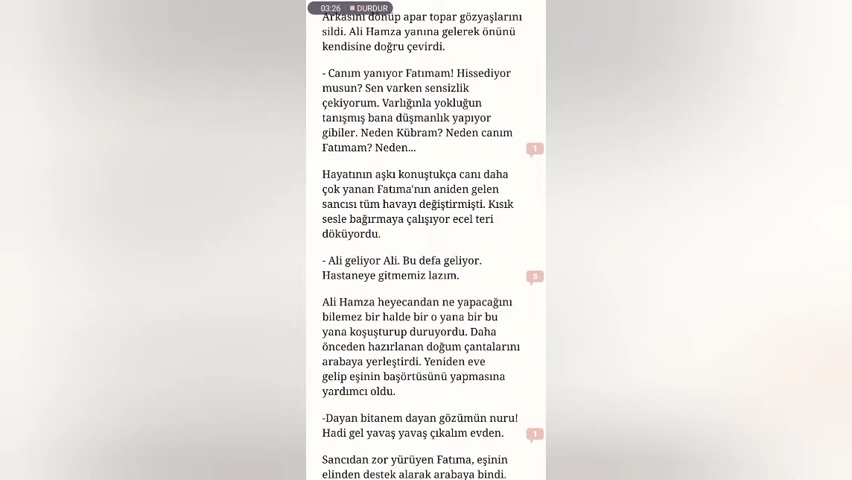 03:26 DURDUR
Arkasını dönüp apar topar gözyaşlarını
sildi. Ali Hamza yanına gelerek önünü
kendisine doğru çevirdi.
- Canım yanıyor Fatımam! Hissediyor
musun? Sen varken sensizlik
çekiyorum. Varlığınla yokluğun
tanışmış bana düşmanlık yapıyor
gibiler. Neden Kübram? Neden canım
Fatımam? Neden...
1
Hayatının aşkı konuştukça canı daha
çok yanan Fatıma'nın aniden gelen
sancısı tüm havayı değiştirmişti. Kısık
sesle bağırmaya çalışıyor ecel teri
döküyordu.
- Ali geliyor Ali. Bu defa geliyor.
Hastaneye gitmemiz lazım.
6
Ali Hamza heyecandan ne yapacağını
bilemez bir halde bir o yana bir bu
yana koşuşturup duruyordu. Daha
önceden hazırlanan doğum çantalarını
arabaya yerleştirdi. Yeniden eve
gelip eşinin başörtüsünü yapmasına
yardımcı oldu.
-Dayan bitanem dayan gözümün nuru!
Hadi gel yavaş yavaş çıkalım evden.
1
Sancıdan zor yürüyen Fatıma, eşinin
elinden destek alarak arabaya bindi.